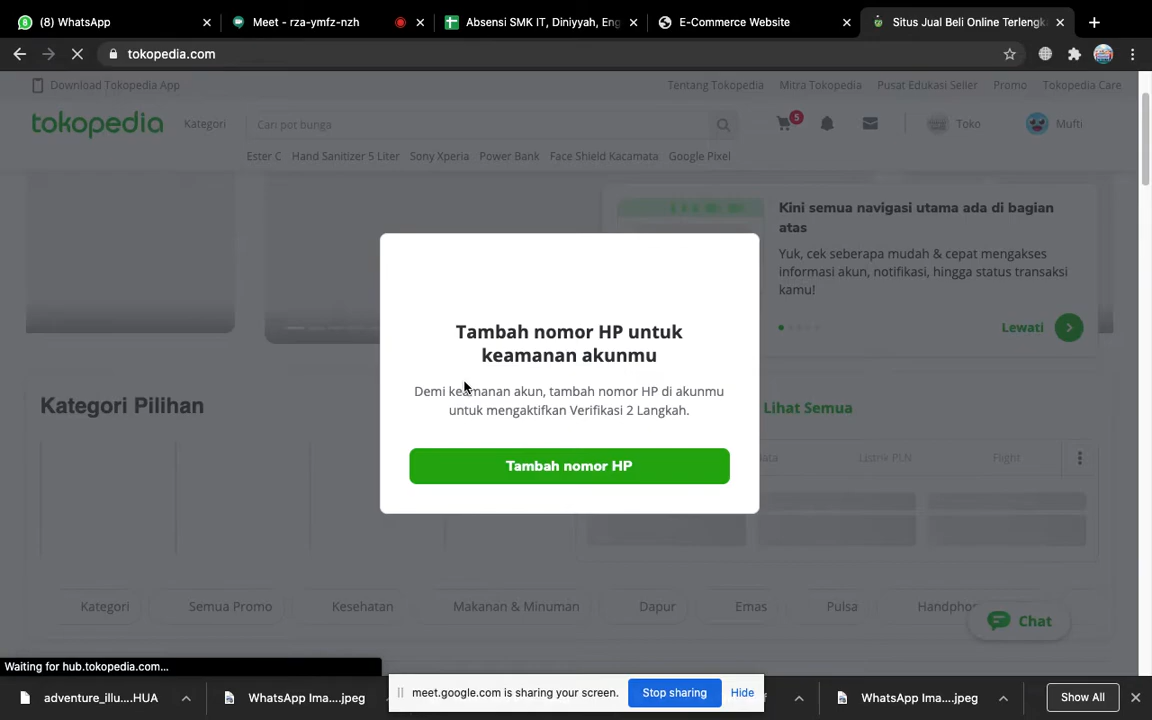 (8) WhatsApp
Meet - rza-ymfz-nzh
Absensi SMK IT, Diniyyah, Eng
E-Commerce Website
Situs Jual Beli Online Terlengka
tokopedia.com
Download Tokopedia App
Tentang Tokopedia
Mitra Tokopedia
Pusat Edukasi Seller
Promo
Tokopedia Care
tokopedia
Kategori
Cari pot bunga
5
Toko
Mufti
Ester C
Hand Sanitizer 5 Liter
Sony Xperia
Power Bank
Face Shield Kacamata
Google Pixel
Kini semua navigasi utama ada di bagian
atas
Yuk, cek seberapa mudah & cepat mengakses
informasi akun, notifikasi, hingga status transaksi
kamu!
Lewati
Tambah nomor HP untuk
keamanan akunmu
Demi keamanan akun, tambah nomor HP di akunmu
untuk mengaktifkan Verifikasi 2 Langkah.
Tambah nomor HP
Kategori Pilihan
Lihat Semua
Data
Listrik PLN
Flight
Kategori
Semua Promo
Kesehatan
Makanan & Minuman
Dapur
Emas
Pulsa
Handpho
Chat
Waiting for hub.tokopedia.com...
adventure_illu....HUA
WhatsApp Ima....jpeg
meet.google.com is sharing your screen.
Stop sharing
Hide
WhatsApp Ima....jpeg
Show All